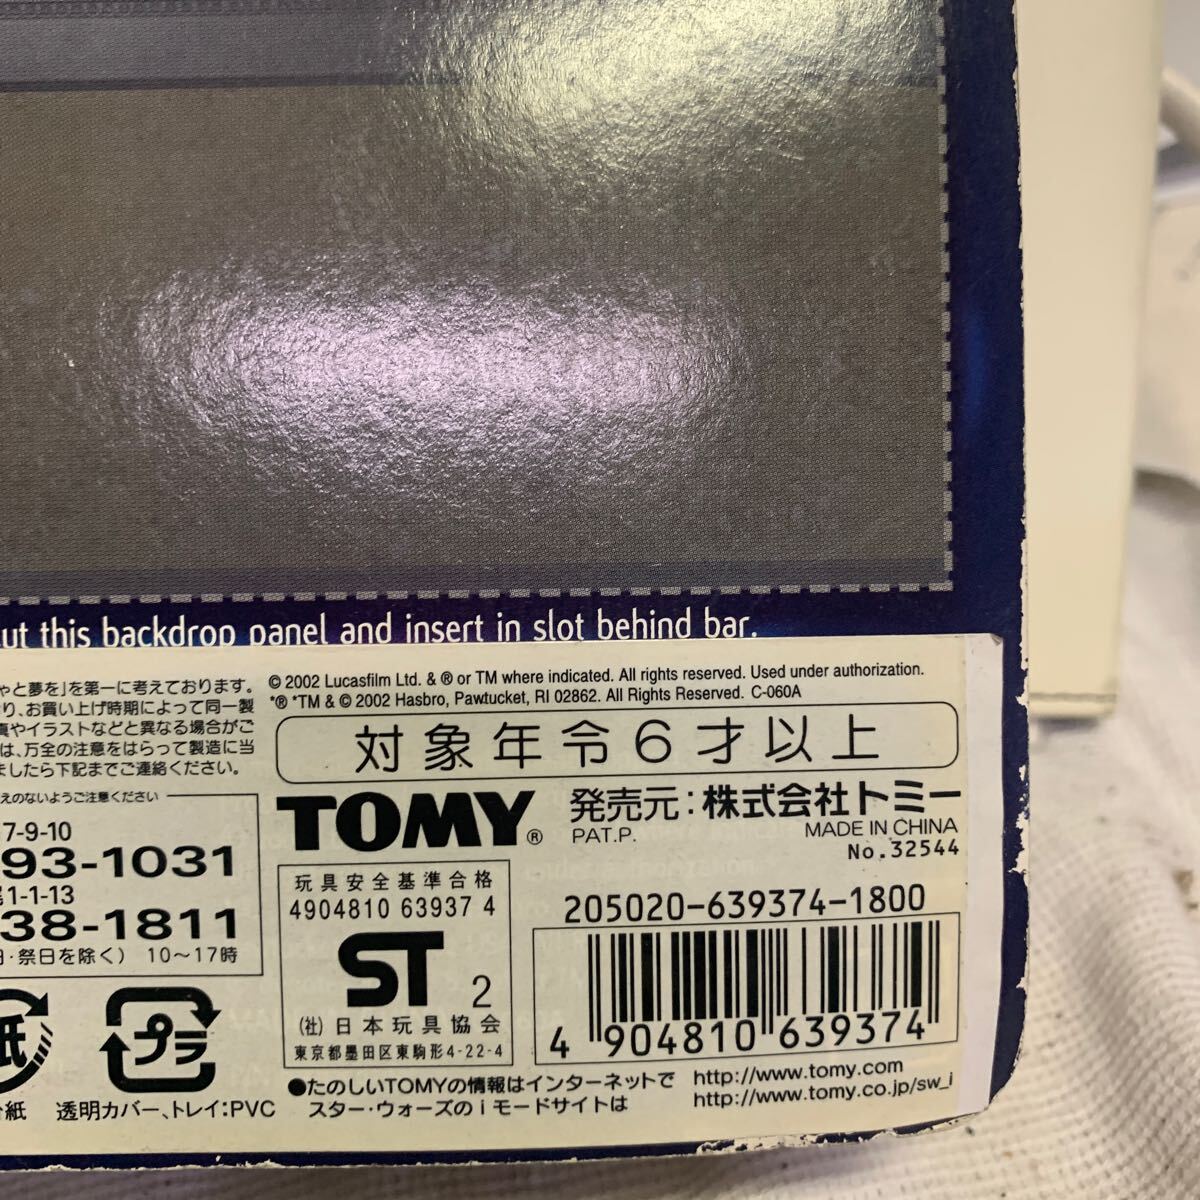 ut this backdrop panel and insert in slot behind bar.
© 2002 Lucasfilm Ltd. & ® or TM where indicated. All rights reserved. Used under authorization.
*® *TM & © 2002 Hasbro, Pawtucket, RI 02862. All Rights Reserved. C-060A
ゃと夢を」を第一に考えております。
り、お買い上げ時期によって同一製
真やイラストなどと異なる場合がご
は、万全の注意をはらって製造に当
ましたら下記までご連絡ください。
対象年令6才以上
えのないようご注意ください
7-9-10
93-1031
1-1-13
38-1811
日・祭日を除く) 10〜17時
TOMY®
発売元:株式会社トミー
PAT.P.
MADE IN CHINA
No.32544
玩具安全基準合格
4904810 63937 4
ST 2
(社)日本玩具協会
東京都墨田区東駒形4-22-4
205020-639374-1800
4 904810 639374
紙
プラ
台紙
透明カバー、トレイ:PVC
●たのしいTOMYの情報はインターネットで http://www.tomy.com
スター・ウォーズのiモードサイトは http://www.tomy.co.jp/sw_i